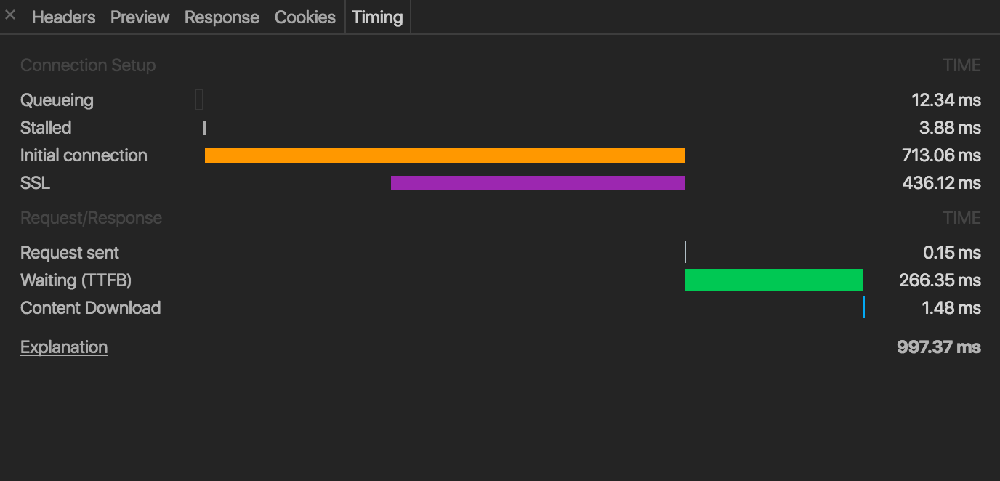 × Headers Preview Response Cookies Timing
Connection Setup TIME
Queueing 12.34 ms
Stalled 3.88 ms
Initial connection 713.06 ms
SSL 436.12 ms
Request/Response TIME
Request sent 0.15 ms
Waiting (TTFB) 266.35 ms
Content Download 1.48 ms
Explanation 997.37 ms